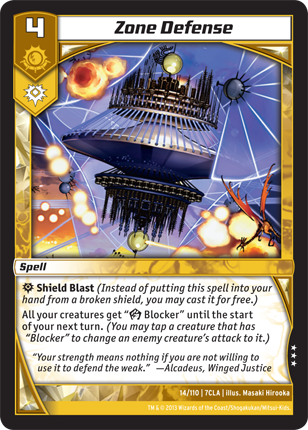 4
Zone Defense
Spell
Shield Blast (Instead of putting this spell into your
hand from a broken shield, you may cast it for free.)
All your creatures get “ Blocker” until the start
of your next turn. (You may tap a creature that has
“Blocker” to change an enemy creature’s attack to it.)
“Your strength means nothing if you are not willing to
use it to defend the weak.” —Alcadeus, Winged Justice
14/110 | 7CLA | illus. Masaki Hirooka
TM & © 2013 Wizards of the Coast/Shogakukan/Mitsui-Kids